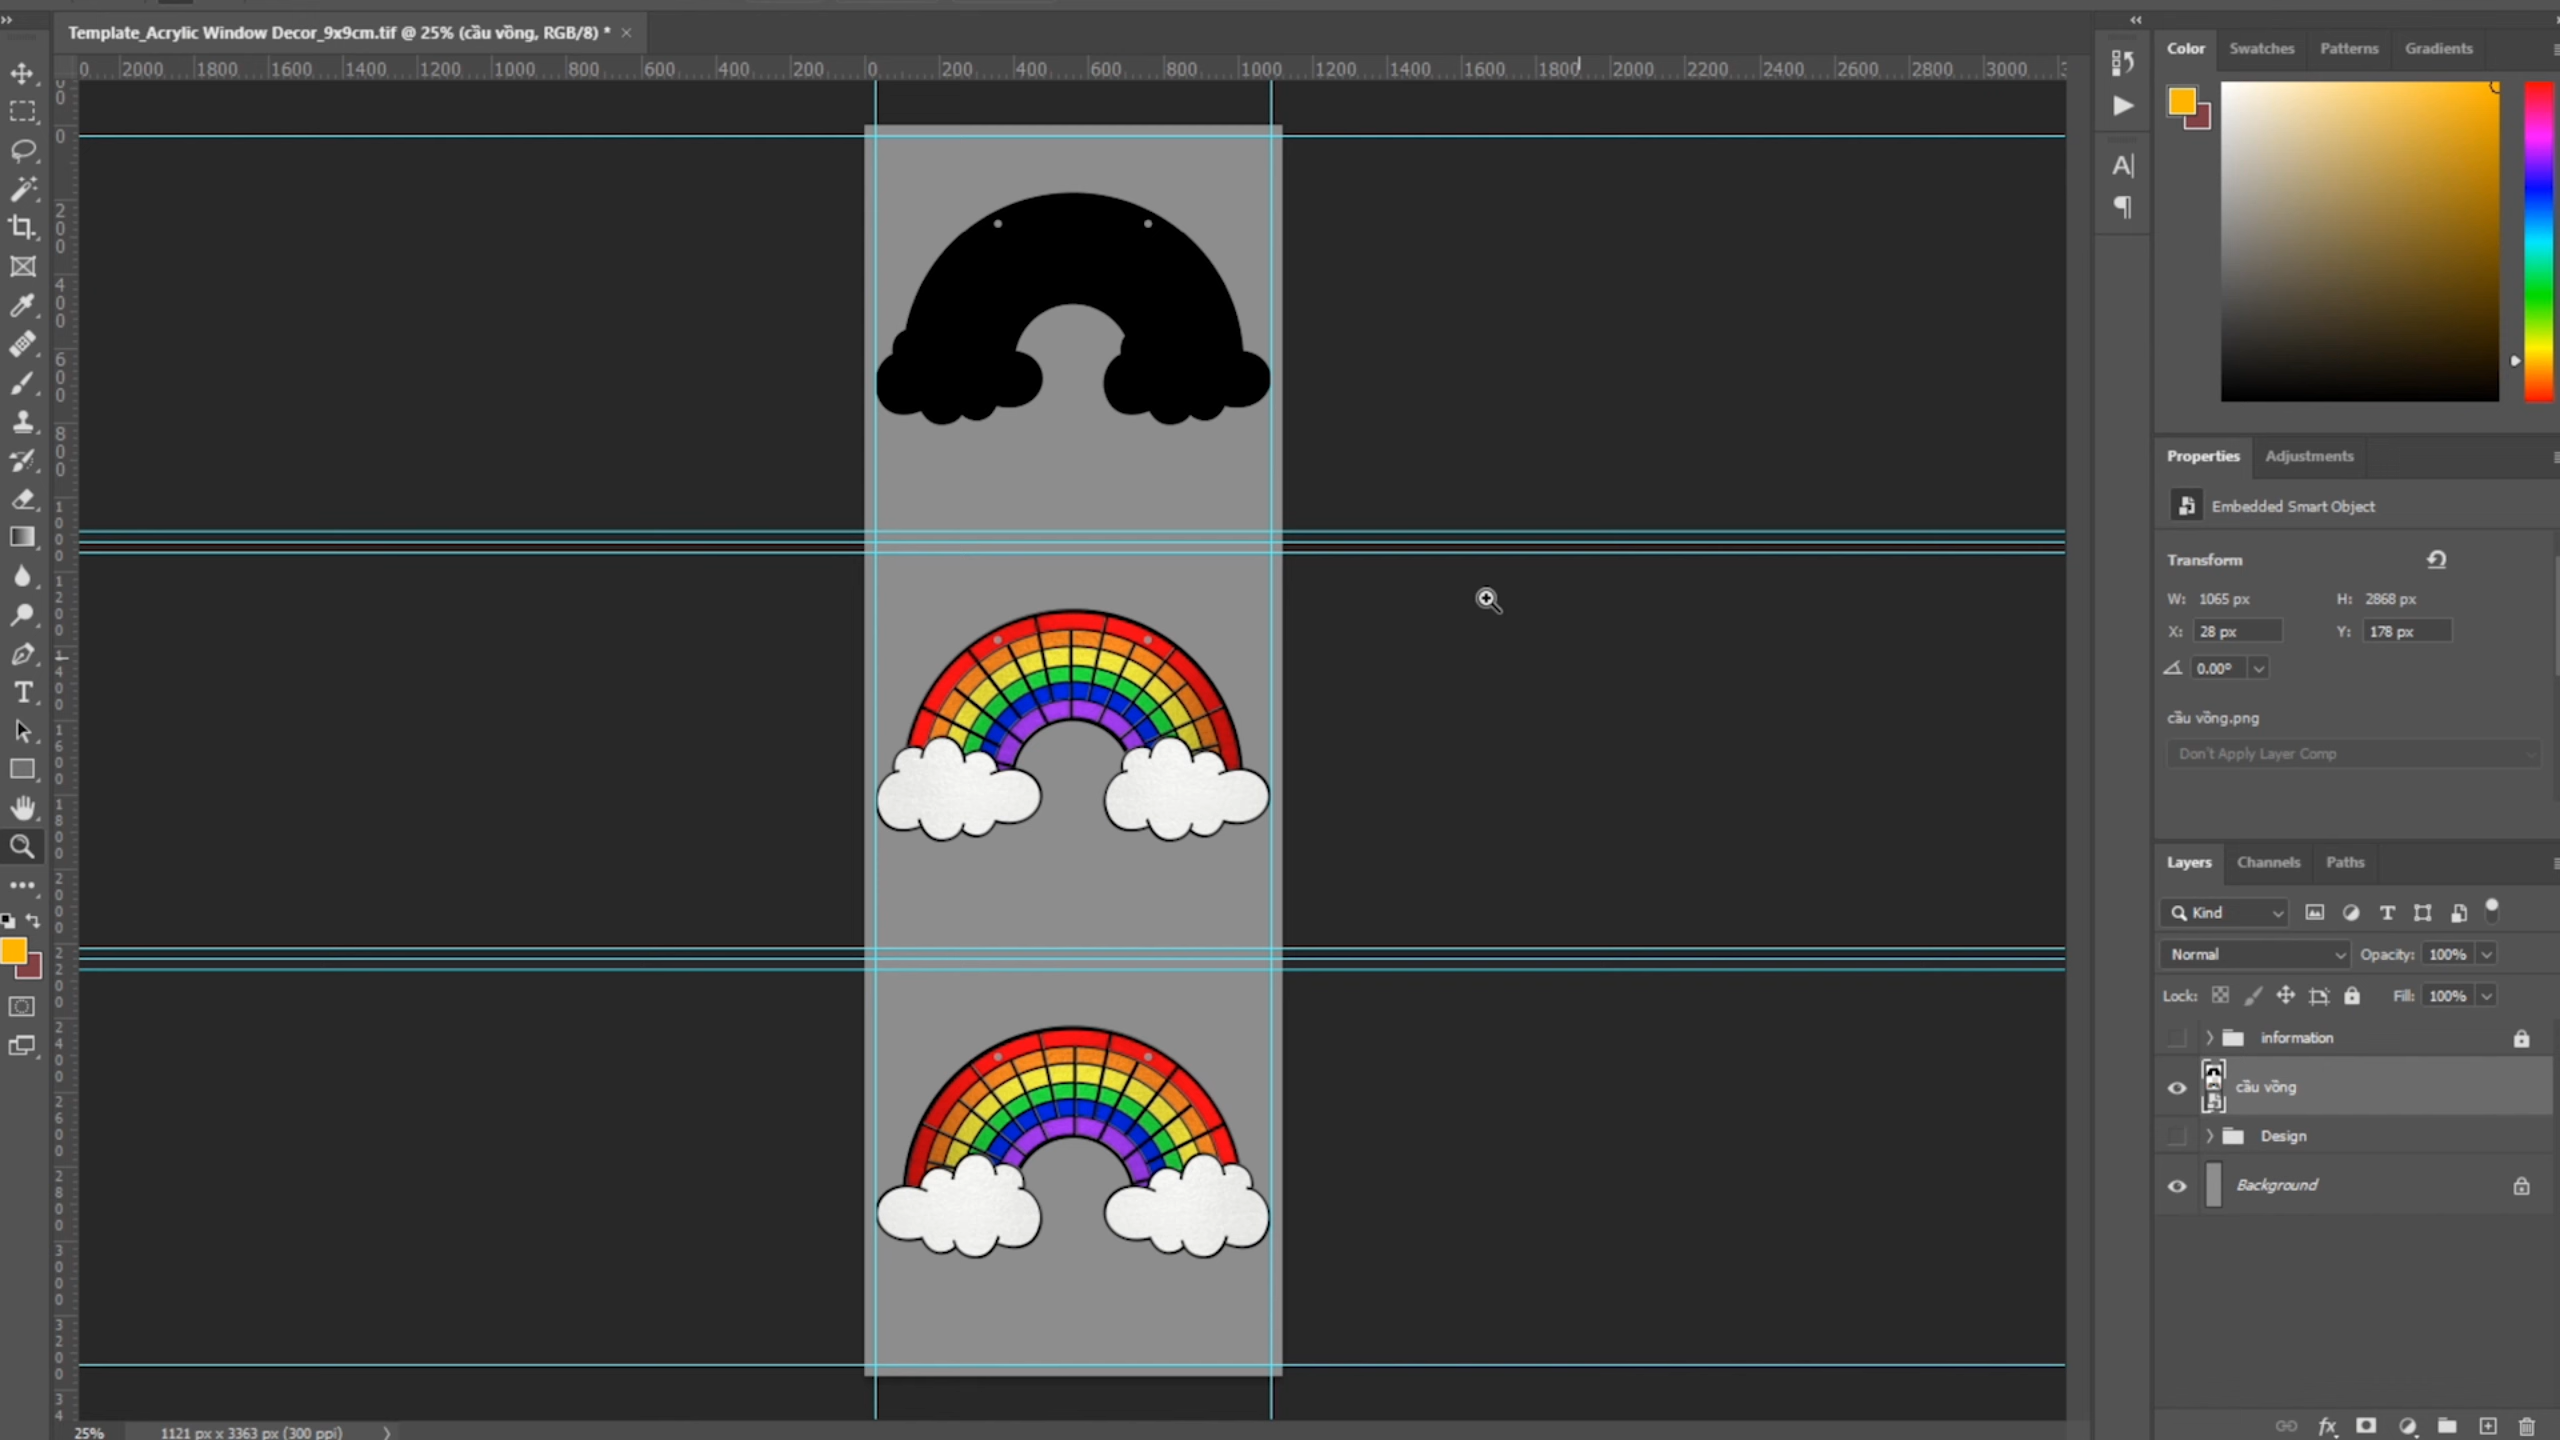 Template_Acrylic Window Decor_9x9cm.tif @ 25% (cầu vồng, RGB/8) *
0 2000 1800 1600 1400 1200 1000 800 600 400 200 0 200 400 600 800 1000 1200 1400 1600 1800 2000 2200 2400 2600 2800 3000
Color Swatches Patterns Gradients
Properties Adjustments
Embedded Smart Object
Transform
W: 1065 px H: 2868 px
X: 28 px Y: 178 px
0.00°
cầu vồng.png
Don't Apply Layer Comp
Layers Channels Paths
Kind
Normal Opacity: 100%
Lock: Fill: 100%
information
cầu vồng
Design
Background
25% 1121 px x 3363 px (300 ppi)